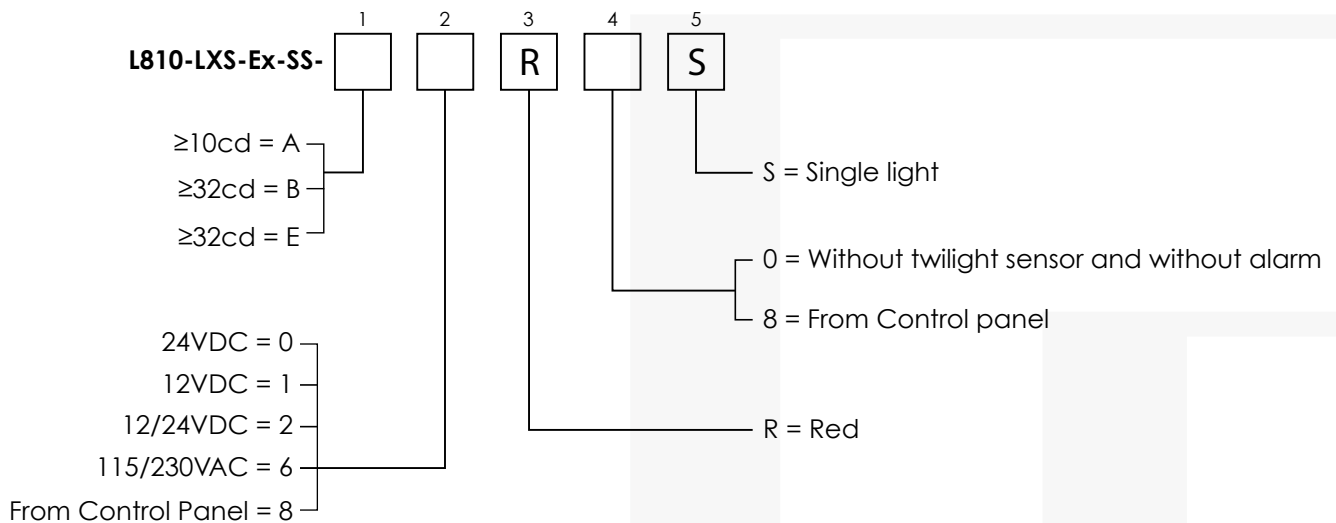 1 2 3 4 5
L810-LXS-Ex-SS- R S
≥10cd = A
≥32cd = B
≥32cd = E
S = Single light
0 = Without twilight sensor and without alarm
8 = From Control panel
24VDC = 0
12VDC = 1
12/24VDC = 2
115/230VAC = 6
From Control Panel = 8
R = Red